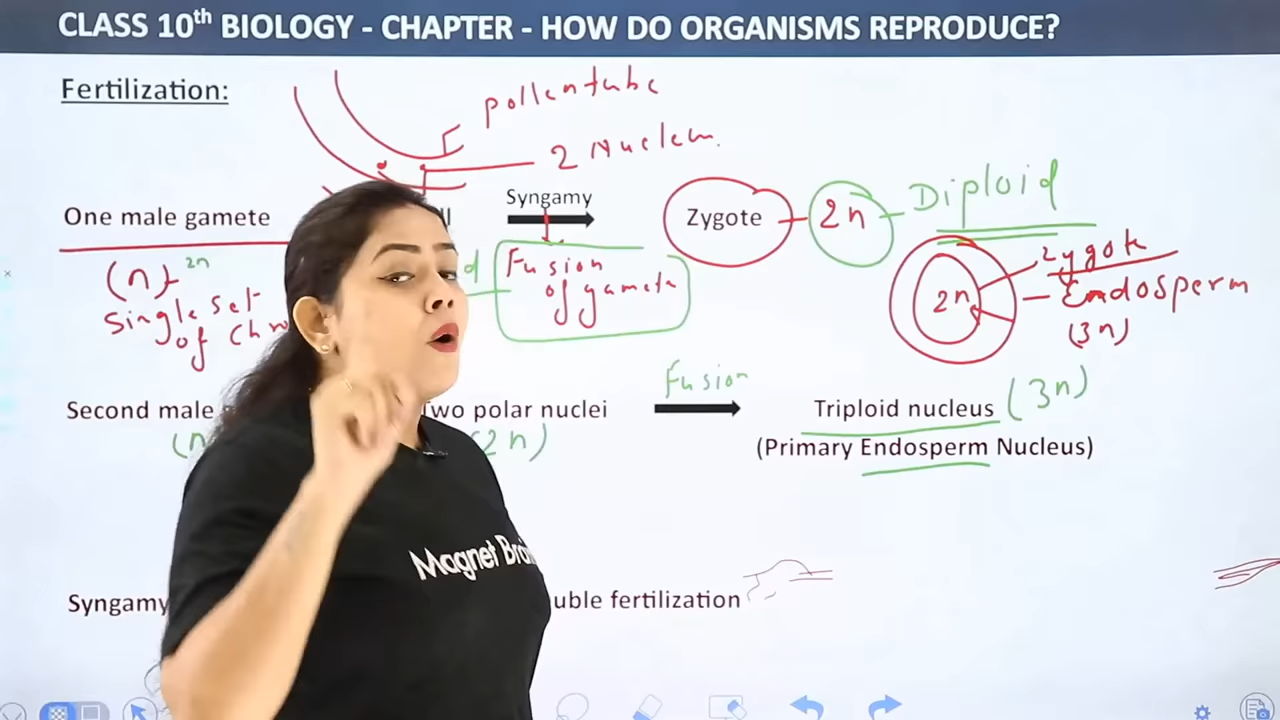 CLASS 10th BIOLOGY - CHAPTER - HOW DO ORGANISMS REPRODUCE?
Fertilization:
pollentube
2 Nuclei
One male gamete
Syngamy
Zygote
2n
Diploid
(n)
2n
Single set
of Ch
Fusion
of gamete
2n
Zygote
Endosperm
(3n)
Second male
Two polar nuclei
Fusion
Triploid nucleus
(3n)
(n
(2n)
(Primary Endosperm Nucleus)
Magnet Bra
Syngamy
uble fertilization